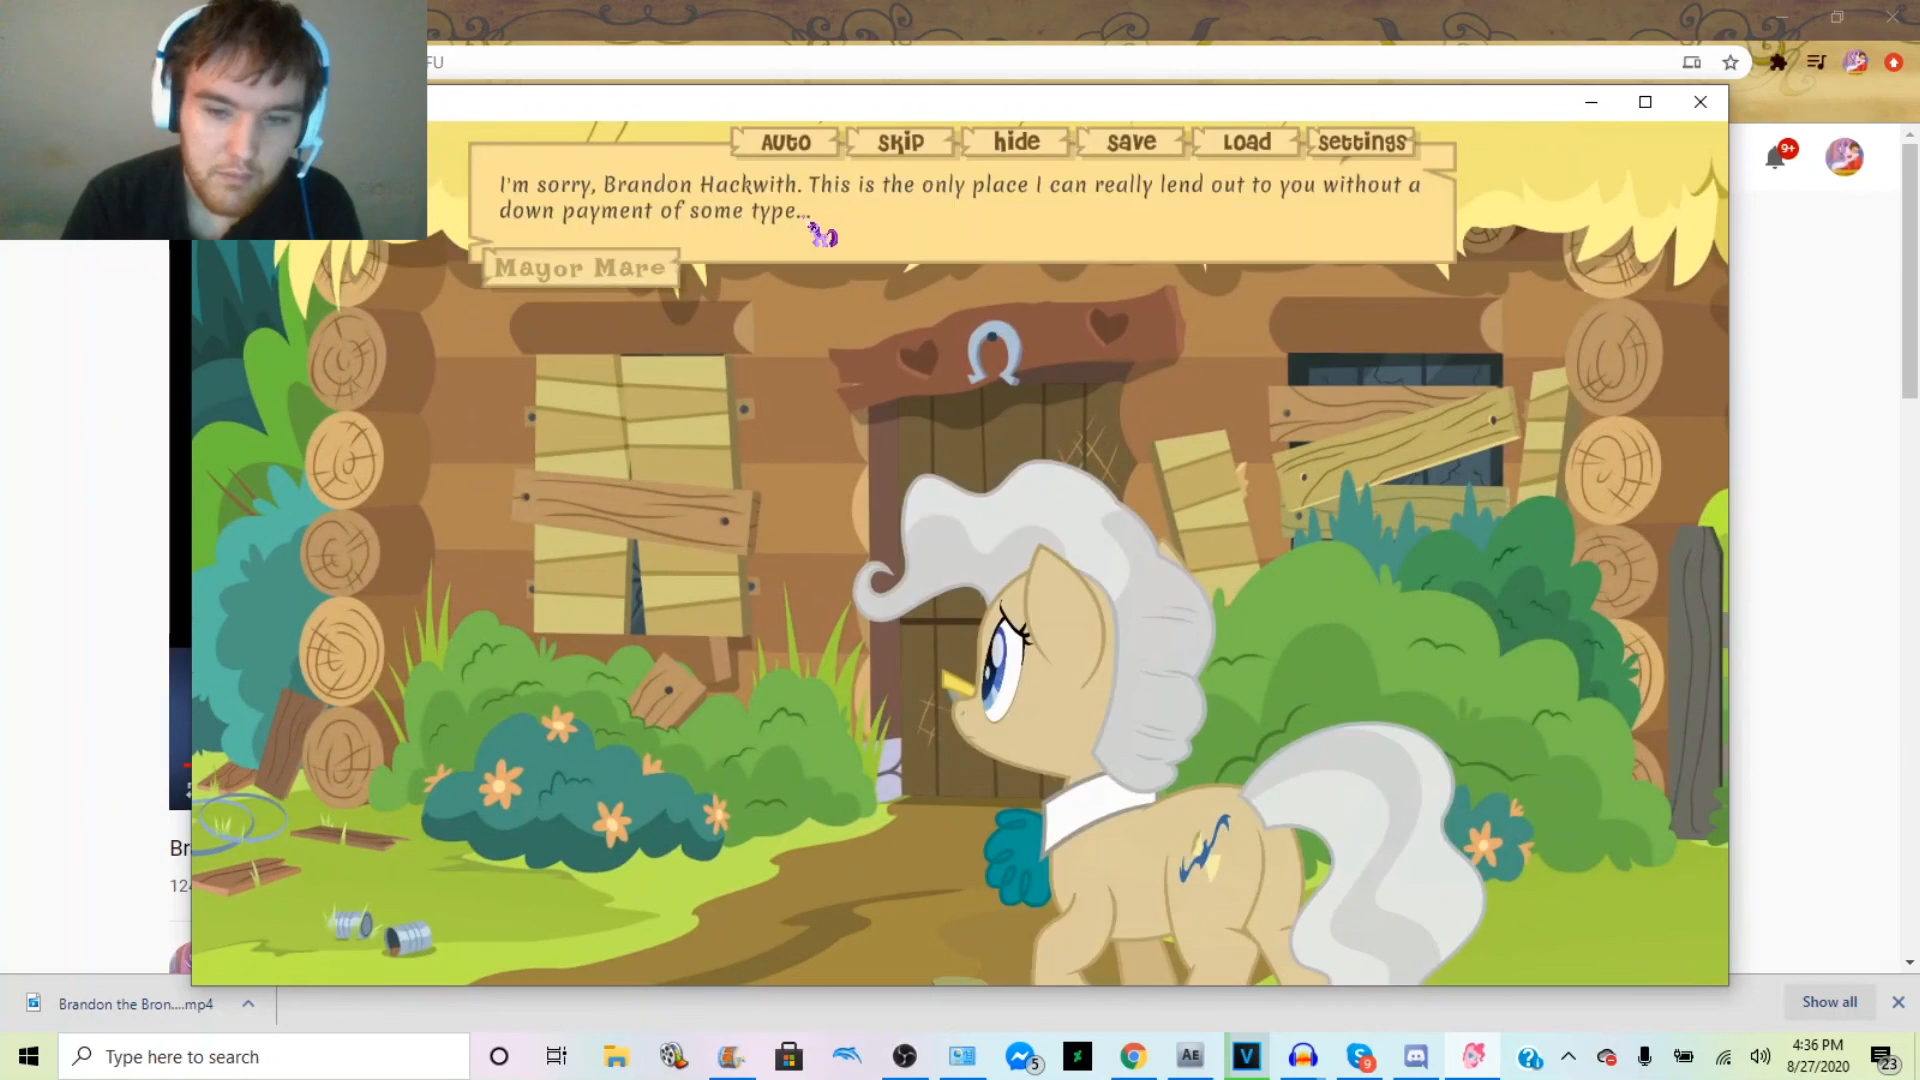 FU
Auto
Skip
hide
save
Load
settings
I'm sorry, Brandon Hackwith. This is the only place I can really lend out to you without a
down payment of some type...
Mayor Mare
9+
Br
124
Brandon the Bron....mp4
Show all
Type here to search
5
AE
V
9
4:36 PM
8/27/2020
23